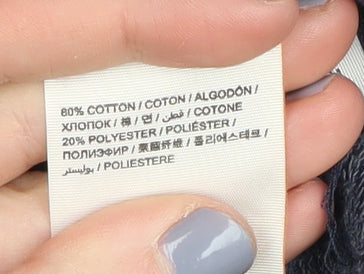 80% COTTON / COTON / ALGODÓN /
ХЛОПОК / 棉 / 면 / قطن / COTONE
20% POLYESTER / POLIÉSTER /
ПОЛИЭФИР / 聚酯纖維 / 폴리에스테르 /
بوليستر / POLIESTERE